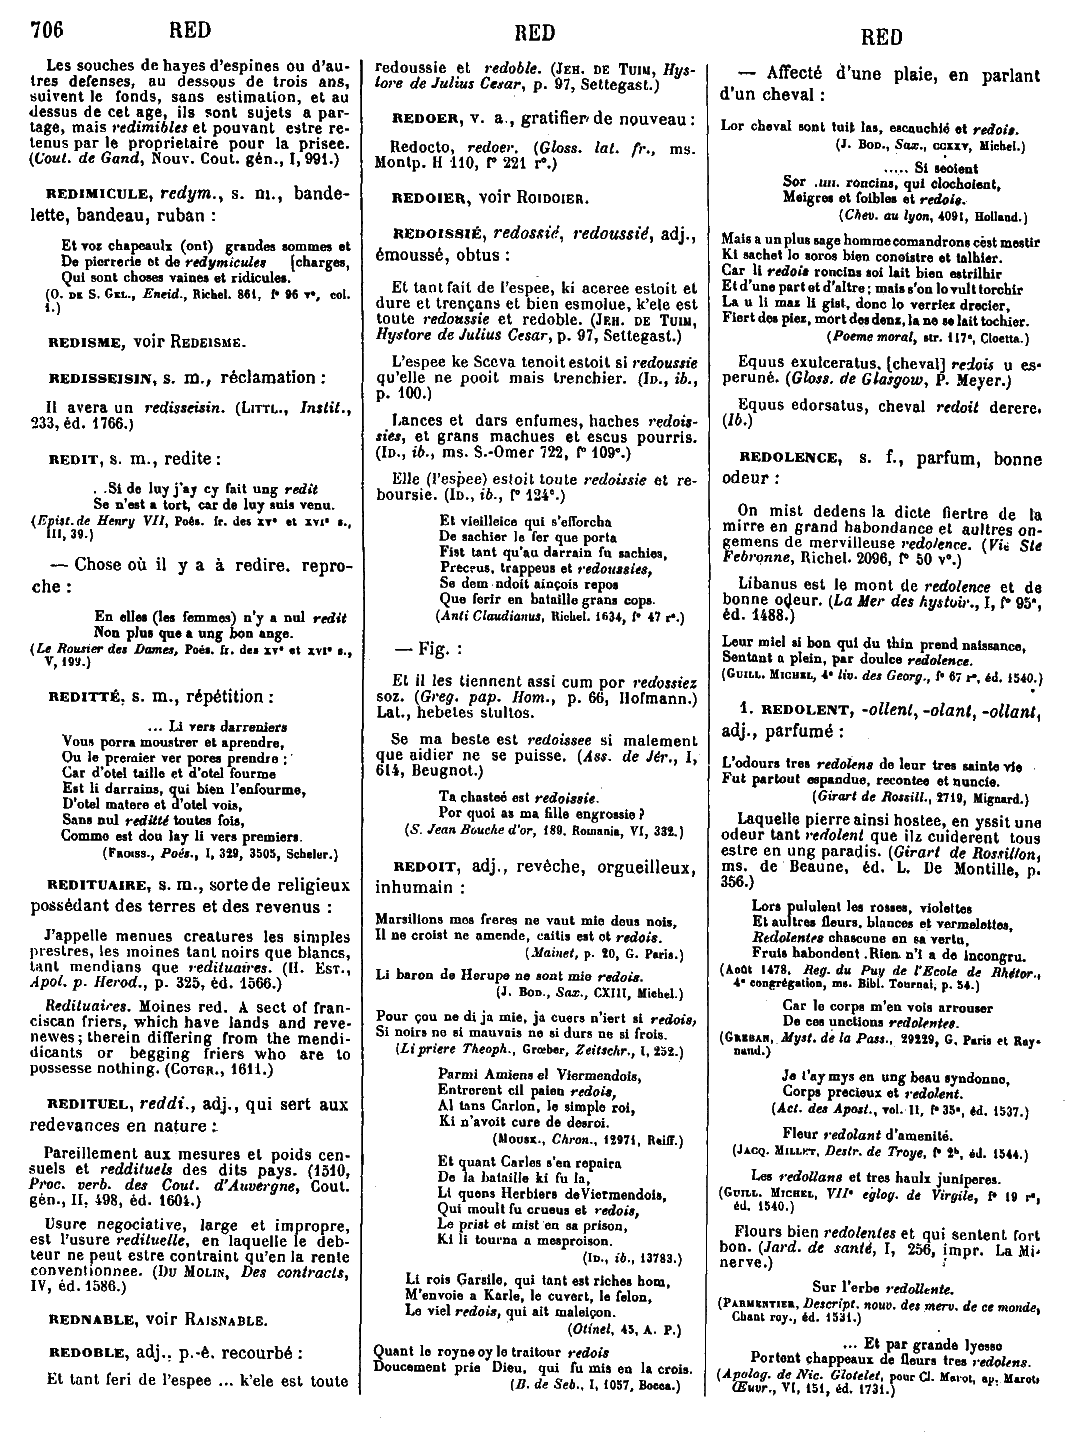 706 RED
RED
RED
Les souches de hayes d'espines ou d'au-
tres defenses, au dessous de trois ans,
suivent le fonds, sans estimation, et au
dessus de cet age, ils sont sujets a par-
tage, mais redimibles et pouvant estre re-
tenus par le proprietaire pour la prisee.
(Cout. de Gand, Nouv. Cout. gén., I, 991.)
REDIMICULE, redym., s. m., bande-
lette, bandeau, ruban :
Et voz chapeaulx (ont) grandes sommes et
De pierrerie et de redymicules [charges,
Qui sont choses vaines et ridicules.
(O. DE S. GEL., Eneid., Richel. 861, f° 96 v°, col.
1.)
REDISME, voir REDEISME.
REDISSEISIN, s. m., réclamation :
Il avera un redisseisin. (LITTL., Instit.,
233, éd. 1766.)
REDIT, s. m., redite :
. .Si de luy j'ay cy fait ung redit
Se n'est a tort, car de luy suis venu.
(Epist. de Henry VII, Poés. fr. des XV° et XVI° s.,
III, 39.)
— Chose où il y a à redire, repro-
che :
En elles (les femmes) n'y a nul redit
Non plus que a ung bon ange.
(Le Rousier des Dames, Poés. fr. des XV° et XVI° s.,
V, 199.)
REDITTÉ, s. m., répétition :
... Li vers darreniers
Vous porra moustrer et aprendre,
Ou le premier ver pores prendre :
Car d'otel taille et d'otel fourme
Est li darrains, qui bien l'enfourme,
D'otel matere et d'otel vois,
Sans nul reditté toutes fois,
Commo est dou lay li vers premiers.
(FROISS., Poés., I, 329, 3505, Scheler.)
REDITUAIRE, s. m., sorte de religieux
possédant des terres et des revenus :
J'appelle menues creatures les simples
prestres, les moines tant noirs que blancs,
tant mendians que redituaires. (H. EST.,
Apol. p. Herod., p. 325, éd. 1566.)
Redituaires. Moines red. A sect of fran-
ciscan friers, which have lands and reve-
newes ; therein differing from the mendi-
dicants or begging friers who are to
possesse nothing. (COTGR., 1611.)
REDITUEL, reddi., adj., qui sert aux
redevances en nature :
Pareillement aux mesures et poids cen-
suels et reddituels des dits pays. (1510,
Proc. verb. des Cout. d'Auvergne, Cout.
gén., II, 498, éd. 1604.)
Usure negociative, large et impropre,
est l'usure redituelle, en laquelle le deb-
teur ne peut estre contraint qu'en la rente
conventionnee. (DU MOLIN, Des contracts,
IV, éd. 1586.)
REDNABLE, voir RAISNABLE.
REDOBLE, adj., p.-ê. recourbé :
Et tant feri de l'espee ... k'ele est toute
redoussie et redoble. (JEH. DE TUIM, Hys-
tore de Julius Cesar, p. 97, Settegast.)
REDOER, v. a., gratifier de nouveau :
Redocto, redoer. (Gloss. lat. fr., ms.
Montp. H 110, f° 221 r°.)
REDOIER, voir ROIDOIER.
REDOISSIÉ, redossié, redoussié, adj.,
émoussé, obtus :
Et tant fait de l'espee, ki aceree estoit et
dure et trençans et bien esmolue, k'ele est
toute redoussie et redoble. (JEH. DE TUIM,
Hystore de Julius Cesar, p. 97, Settegast.)
L'espee ke Sceva tenoit estoit si redoussie
qu'elle ne pooit mais trenchier. (ID., ib.,
p. 100.)
Lances et dars enfumes, haches redois-
sies, et grans machues et escus pourris.
(ID., ib., ms. S.-Omer 722, f° 109°.)
Elle (l'espee) estoit toute redoissie et re-
boursie. (ID., ib., f° 124°.)
Et vieilleice qui s'efforcha
De sachier le fer que porta
Fist tant qu'au darrain fu sachies,
Precrus, trappeus et redoussies,
Se dem ndoit ainçois repos
Que ferir en bataille grans cops.
(Anti Claudianus, Richel. 1634, f° 47 r°.)
— Fig. :
Et il les tiennent assi cum por redossiez
soz. (Greg. pap. Hom., p. 66, Hofmann.)
Lat., hebetes stultos.
Se ma beste est redoissee si malement
que aidier ne se puisse. (Ass. de Jér., I,
614, Beugnot.)
Ta chasteé est redoissie.
Por quoi as ma fille engrossie ?
(S. Jean Bouche d'or, 189. Romania, VI, 332.)
REDOIT, adj., revêche, orgueilleux,
inhumain :
Marsilions mes freres ne vaut mie deus nois,
Il ne croist ne amende, caitis est et redois.
(Mainet, p. 20, G. Paris.)
Li baron de Herupe ne sont mie redois.
(J. BOD., Sax., CXIII, Michel.)
Pour çou ne di ja mie, ja cuers n'iert si redois,
Si noirs ne si mauvais ne si durs ne si frois.
(Li priere Theoph., Grœber, Zeitschr., I, 252.)
Parmi Amiens el Viermendois,
Entrerent cil paien redois,
Al tans Carlon, le simple roi,
Ki n'avoit cure de desroi.
(MOUSK., Chron., 12971, Reiff.)
Et quant Carles s'en repaira
De la bataille ki fu la,
Li quens Herbiers de Viermendois,
Qui moult fu crueus et redois,
Le prist et mist en sa prison,
Ki li tourna a mesproison.
(ID., ib., 13783.)
Li rois Garsile, qui tant est riches hom,
M'envoie a Karle, le cuvert, le felon,
Le viel redois, qui ait maleiçon.
(Otinel, 45, A. P.)
Quant le royne oy le traitour redois
Doucement prie Dieu, qui fu mis en la crois.
(B. de Seb., I, 1057, Bocca.)
— Affecté d'une plaie, en parlant
d'un cheval :
Lor cheval sont tuit las, escauchié et redois.
(J. BOD., Sax., CCXXV, Michel.)
..... Si seoient
Sor .IIII. roncins, qui clochoient,
Meigres et foibles et redois.
(Chev. au lyon, 4091, Holland.)
Mais a un plus sage homme comandrons cest mestir
Ki sachet lo soros bien conoistre et talhier.
Car li redois roncins soi lait bien estrilhir
Et d'une part et d'altre ; mais s'on lo vult torchir
La u li maz li gist, donc lo verriez drecier,
Fiert des piez, mort des denz, la ne se lait tochier.
(Poeme moral, str. 117°, Cloetta.)
Equus exulceratus, [cheval] redois u es-
peruné. (Gloss. de Glasgow, P. Meyer.)
Equus edorsatus, cheval redoit derere.
(Ib.)
REDOLENCE, s. f., parfum, bonne
odeur :
On mist dedens la dicte fiertre de la
mirre en grand habondance et aultres on-
gemens de mervilleuse redolence. (Vie Ste
Febronne, Richel. 2096, f° 50 v°.)
Libanus est le mont de redolence et de
bonne odeur. (La Mer des hystoir., I, f° 95°,
éd. 1488.)
Leur miel si bon qui du thin prend naissance,
Sentant a plein, par doulce redolence.
(GUILL. MICHEL, 4° liv. des Georg., f° 67 r°, éd. 1540.)
1. REDOLENT, -ollent, -olant, -ollant,
adj., parfumé :
L'odours tres redolens de leur tres sainte vie
Fut partout espandue, recontee et nuncie.
(Girart de Rossill., 2719, Mignard.)
Laquelle pierre ainsi hostee, en yssit une
odeur tant redolent que ilz cuiderent tous
estre en ung paradis. (Girart de Rossillon,
ms. de Beaune, éd. L. De Montille, p.
356.)
Lors pululent les rosses, violettes
Et aultres fleurs, blances et vermelettes,
Redolentes chascune en sa vertu,
Fruis habondent .Rien n'i a de incongru.
(Août 1478, Reg. du Puy de l'Ecole de Rhétor.,
4° congrégation, ms. Bibl. Tournai, p. 54.)
Car le corps m'en vois arrouser
De ces unctions redolentes.
(GREBAN, Myst. de la Pass., 29229, G. Paris et Ray-
naud.)
Je l'ay mys en ung beau syndonne,
Corps precieux et redolent.
(Act. des Apost., vol. II, f° 35°, éd. 1537.)
Fleur redolant d'amenité.
(JACQ. MILLET, Destr. de Troye, f° 2ᵇ, éd. 1544.)
Les redollans et tres haulx juniperes.
(GUILL. MICHEL, VII° eglog. de Virgile, f° 19 r°,
éd. 1540.)
Flours bien redolentes et qui sentent fort
bon. (Jard. de santé, I, 256, impr. La Mi-
nerve.)
Sur l'erbe redollente.
(PARMENTIER, Descript. nouv. des merv. de ce monde,
Chant roy., éd. 1531.)
... Et par grande lyesse
Portent chappeaux de fleurs tres redolens.
(Apolog. de Nic. Glotelet, pour Cl. Marot, ap. Marot,
Œuvr., VI, 151, éd. 1731.)